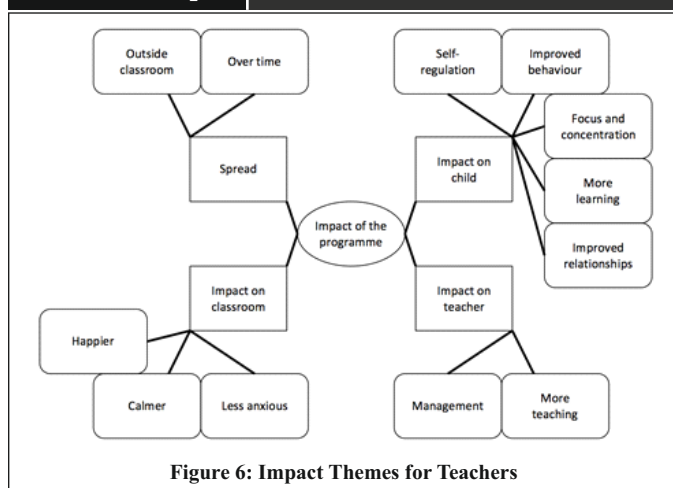 Outside
classroom
Over time
Spread
Self-
regulation
Improved
behaviour
Focus and
concentration
More
learning
Improved
relationships
Impact on
child
Impact of the
programme
Impact on
classroom
Happier
Calmer
Less anxious
Impact on
teacher
Management
More
teaching
Figure 6: Impact Themes for Teachers